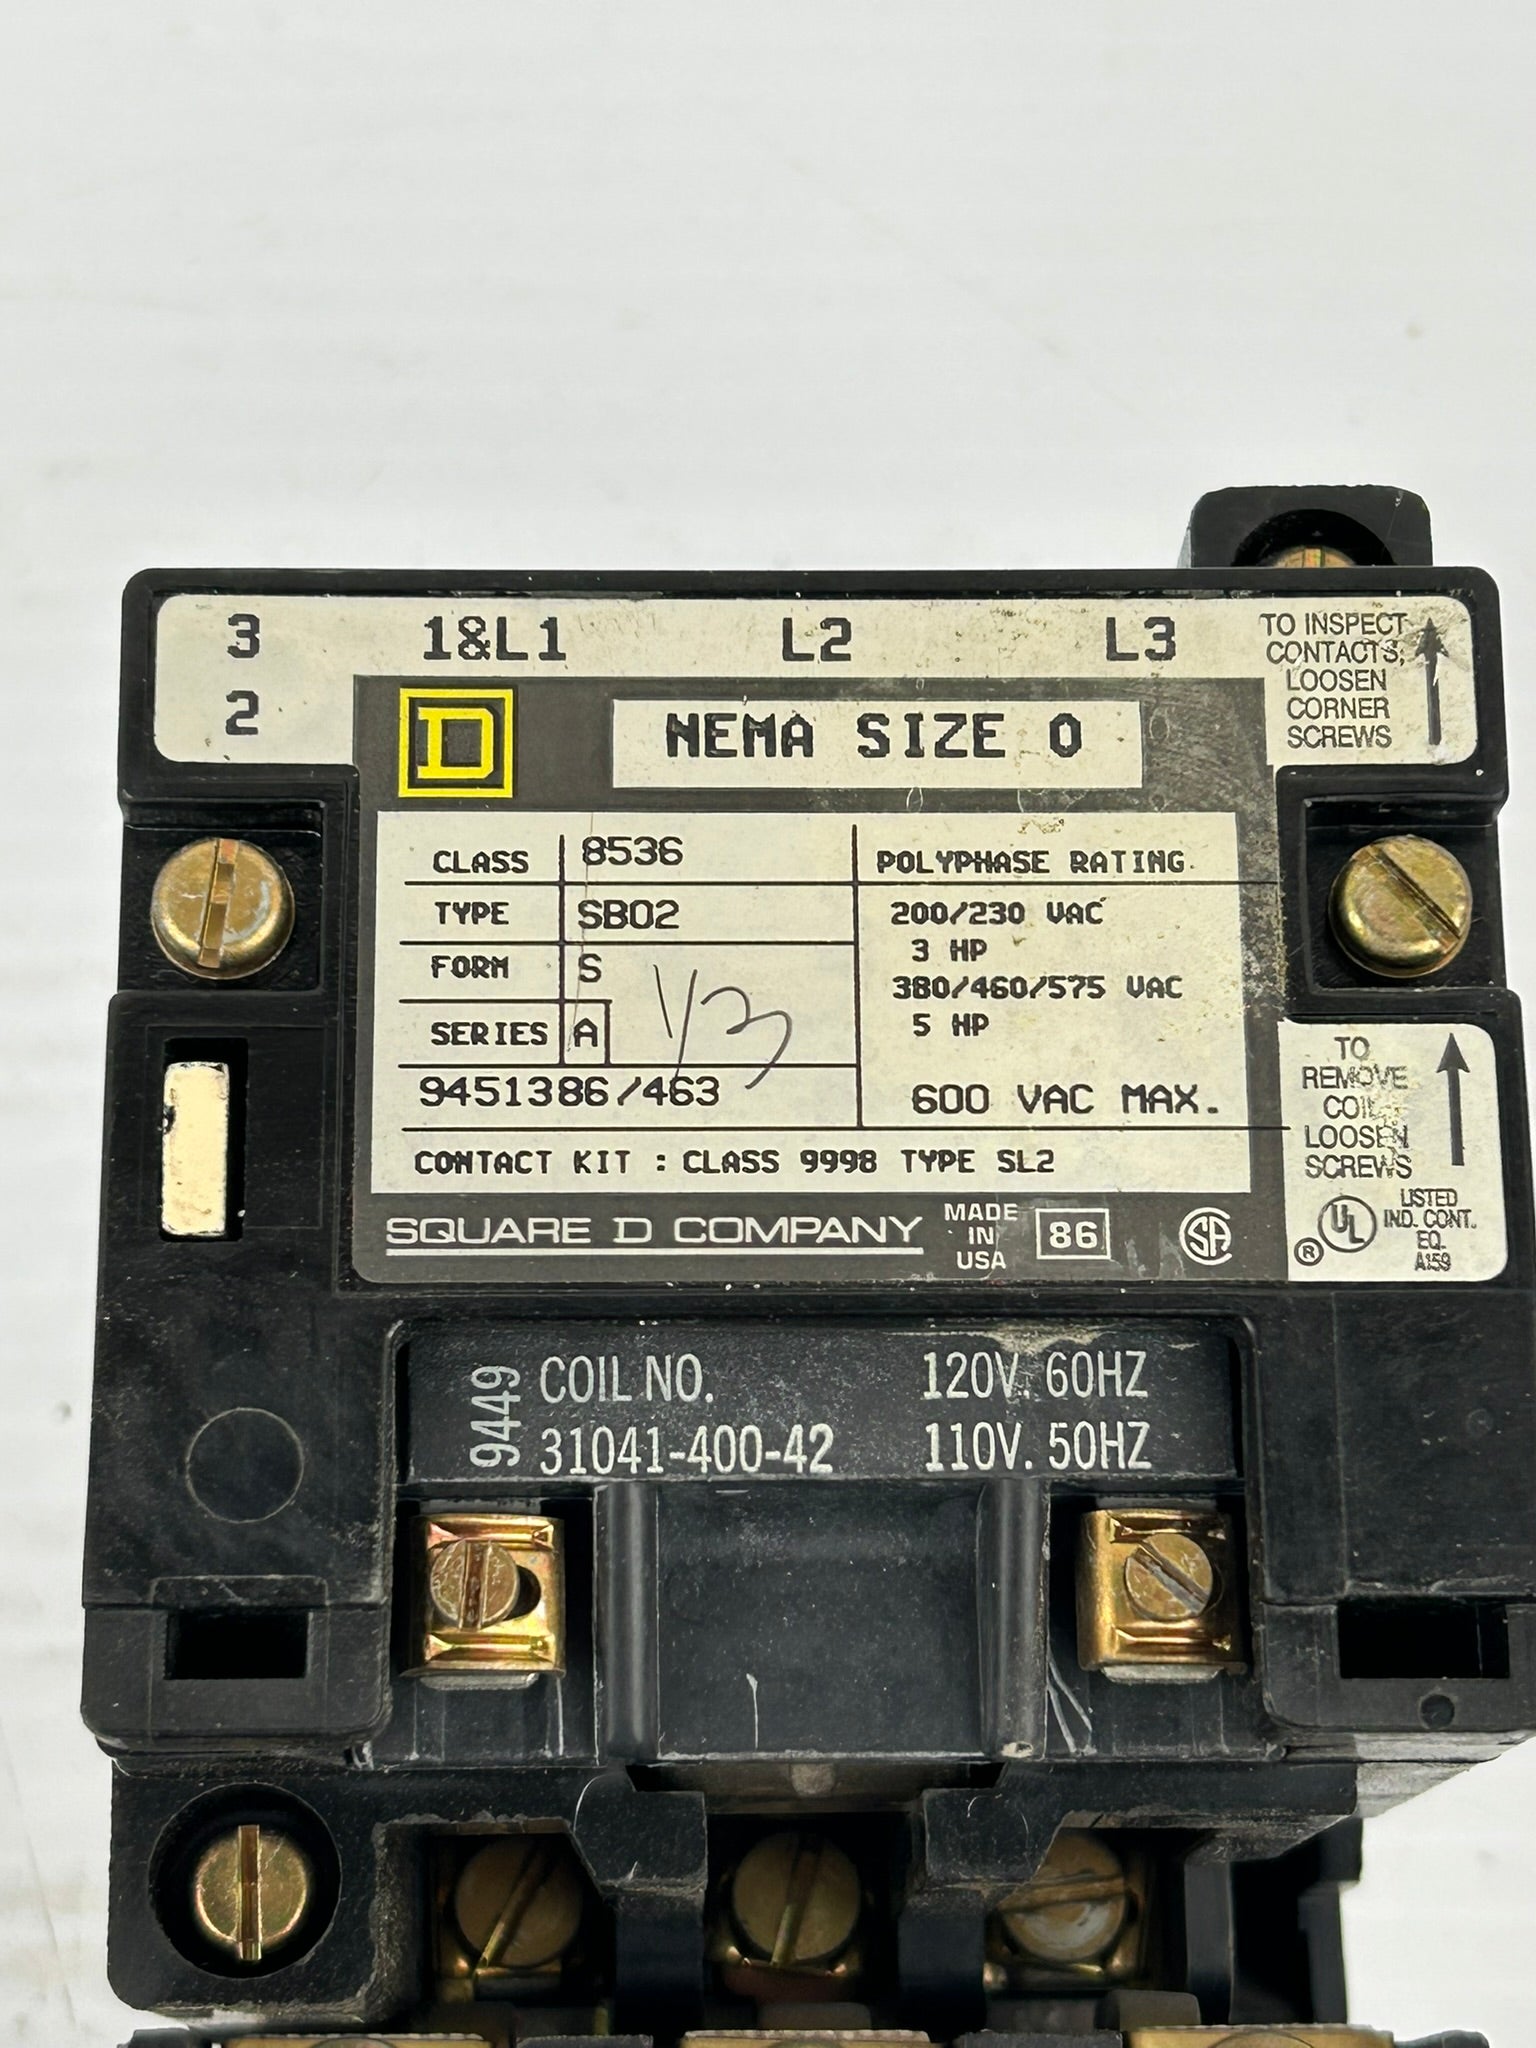 3 1&L1 L2 L3
2
TO INSPECT
CONTACTS,
LOOSEN
CORNER
SCREWS
D
NEMA SIZE 0
CLASS 8536
TYPE SBO2
FORM S
SERIES A
1/3
9451386/463
POLYPHASE RATING
200/230 VAC
3 HP
380/460/575 VAC
5 HP
600 VAC MAX.
CONTACT KIT : CLASS 9998 TYPE SL2
TO
REMOVE
COIL
LOOSEN
SCREWS
SQUARE D COMPANY
MADE
IN
USA
86
SA
® UL
LISTED
IND. CONT.
EQ.
A159
9449
COIL NO. 120V. 60HZ
31041-400-42 110V. 50HZ